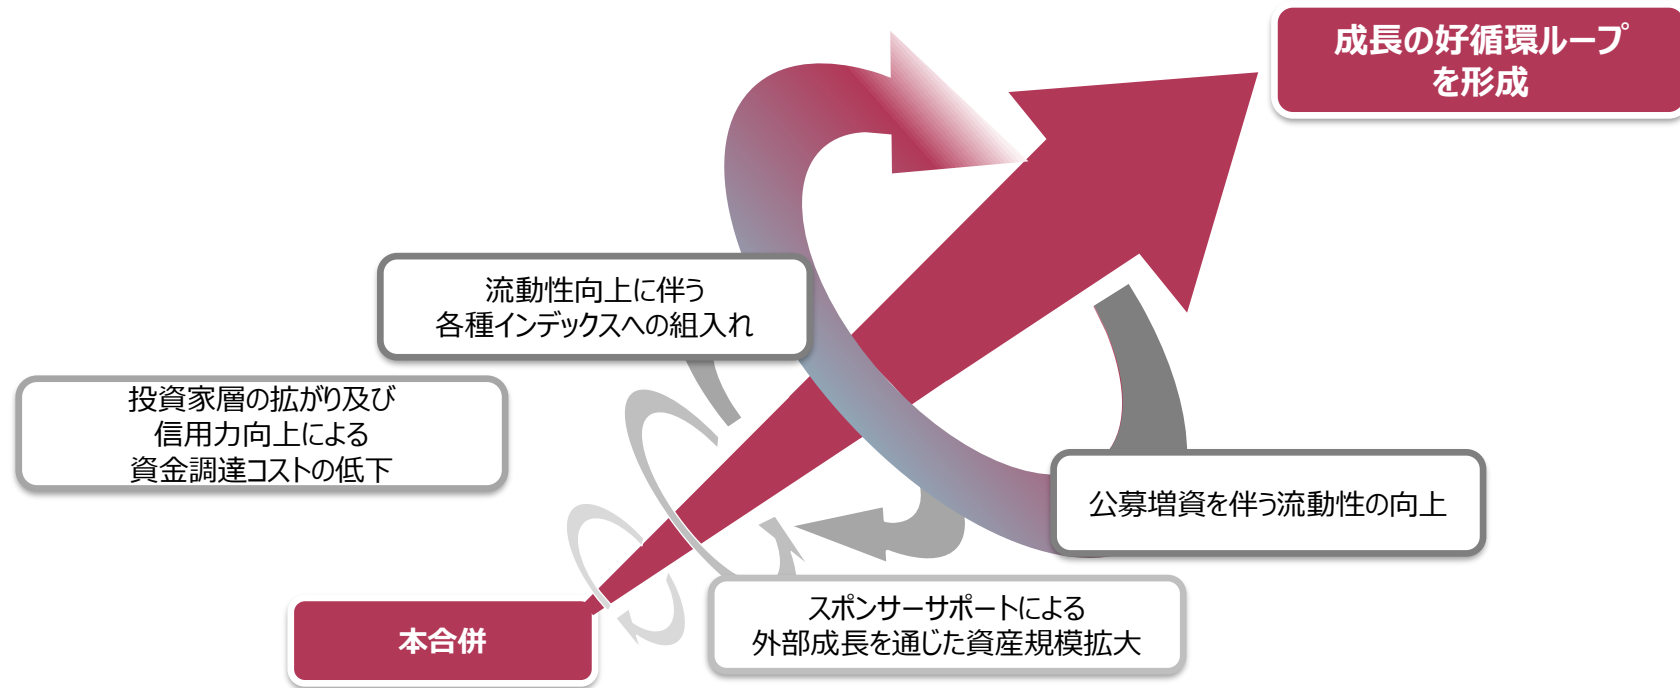 成長の好循環ループ
を形成
流動性向上に伴う
各種インデックスへの組入れ
投資家層の拡がり及び
信用力向上による
資金調達コストの低下
公募増資を伴う流動性の向上
スポンサーサポートによる
外部成長を通じた資産規模拡大
本合併